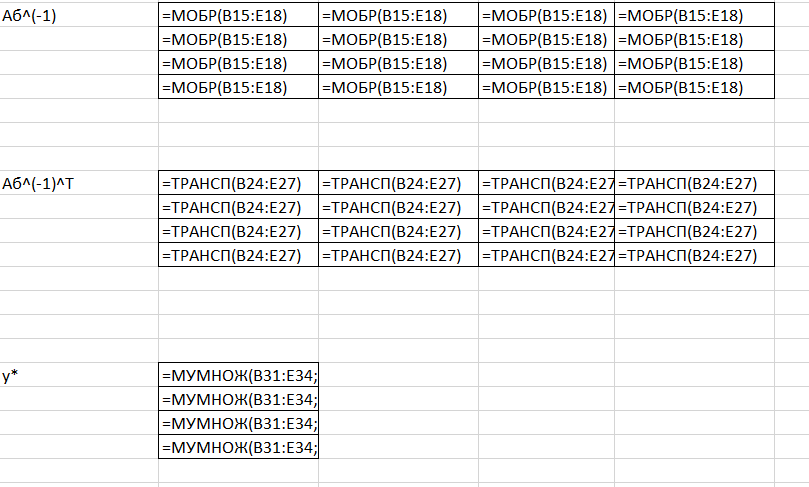 Аб^(-1) =МОБР(B15:E18) =МОБР(B15:E18) =МОБР(B15:E18) =МОБР(B15:E18)
=МОБР(B15:E18) =МОБР(B15:E18) =МОБР(B15:E18) =МОБР(B15:E18)
=МОБР(B15:E18) =МОБР(B15:E18) =МОБР(B15:E18) =МОБР(B15:E18)
=МОБР(B15:E18) =МОБР(B15:E18) =МОБР(B15:E18) =МОБР(B15:E18)
Аб^(-1)^T =ТРАНСП(B24:E27) =ТРАНСП(B24:E27) =ТРАНСП(B24:E27 =ТРАНСП(B24:E27)
=ТРАНСП(B24:E27) =ТРАНСП(B24:E27) =ТРАНСП(B24:E27 =ТРАНСП(B24:E27)
=ТРАНСП(B24:E27) =ТРАНСП(B24:E27) =ТРАНСП(B24:E27 =ТРАНСП(B24:E27)
=ТРАНСП(B24:E27) =ТРАНСП(B24:E27) =ТРАНСП(B24:E27 =ТРАНСП(B24:E27)
y* =МУМНОЖ(B31:E34;
=МУМНОЖ(B31:E34;
=МУМНОЖ(B31:E34;
=МУМНОЖ(B31:E34;